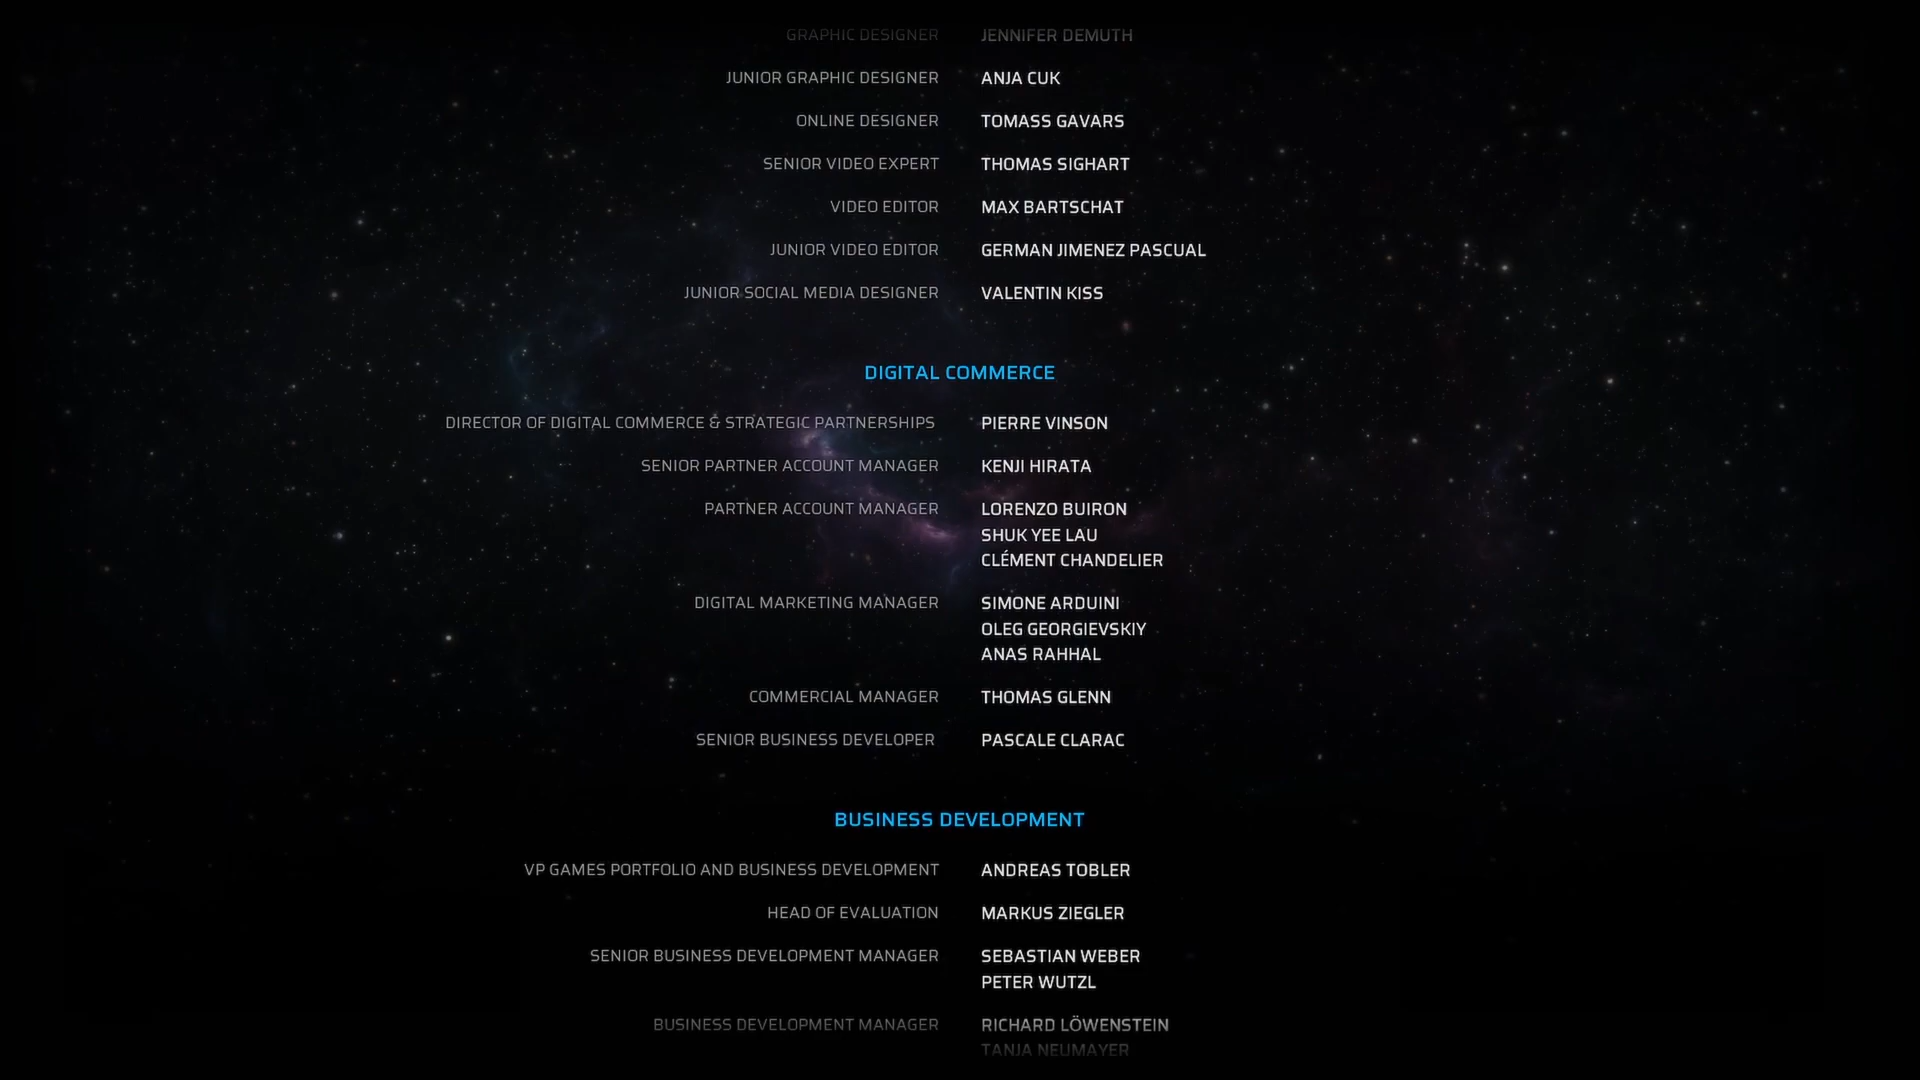 GRAPHIC DESIGNER JENNIFER DEMUTH
JUNIOR GRAPHIC DESIGNER ANJA CUK
ONLINE DESIGNER TOMASS GAVARS
SENIOR VIDEO EXPERT THOMAS SIGHART
VIDEO EDITOR MAX BARTSCHAT
JUNIOR VIDEO EDITOR GERMAN JIMENEZ PASCUAL
JUNIOR SOCIAL MEDIA DESIGNER VALENTIN KISS
DIGITAL COMMERCE
DIRECTOR OF DIGITAL COMMERCE & STRATEGIC PARTNERSHIPS PIERRE VINSON
SENIOR PARTNER ACCOUNT MANAGER KENJI HIRATA
PARTNER ACCOUNT MANAGER LORENZO BUIRON
SHUK YEE LAU
CLÉMENT CHANDELIER
DIGITAL MARKETING MANAGER SIMONE ARDUINI
OLEG GEORGIEVSKIY
ANAS RAHHAL
COMMERCIAL MANAGER THOMAS GLENN
SENIOR BUSINESS DEVELOPER PASCALE CLARAC
BUSINESS DEVELOPMENT
VP GAMES PORTFOLIO AND BUSINESS DEVELOPMENT ANDREAS TOBLER
HEAD OF EVALUATION MARKUS ZIEGLER
SENIOR BUSINESS DEVELOPMENT MANAGER SEBASTIAN WEBER
PETER WUTZL
BUSINESS DEVELOPMENT MANAGER RICHARD LÖWENSTEIN
TANJA NEUMAYER